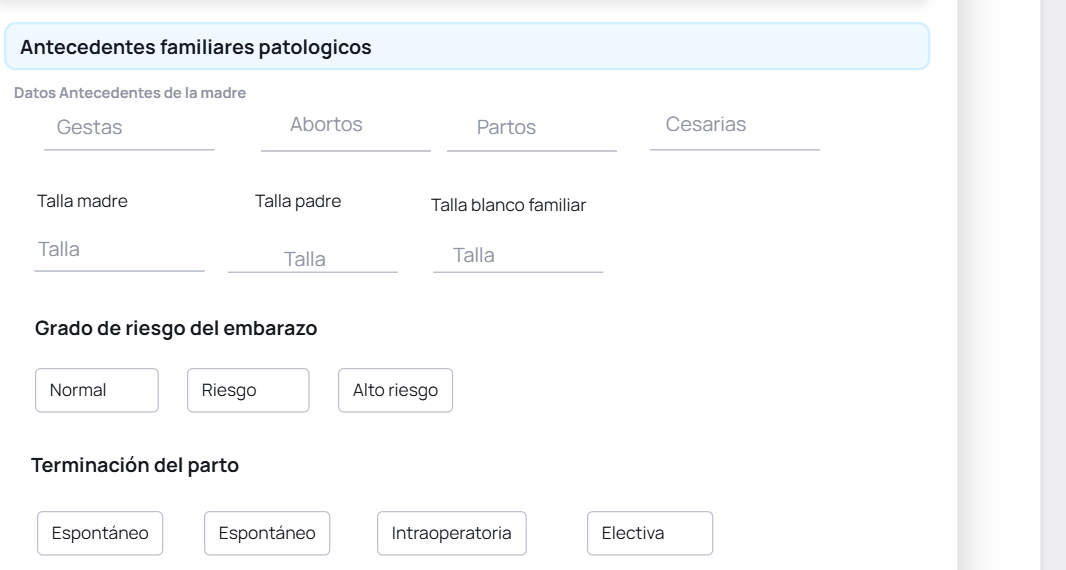 Antecedentes familiares patologicos
Datos Antecedentes de la madre
Gestas Abortos Partos Cesarias
Talla madre Talla padre Talla blanco familiar
Talla Talla Talla
Grado de riesgo del embarazo
Normal Riesgo Alto riesgo
Terminación del parto
Espontáneo Espontáneo Intraoperatoria Electiva